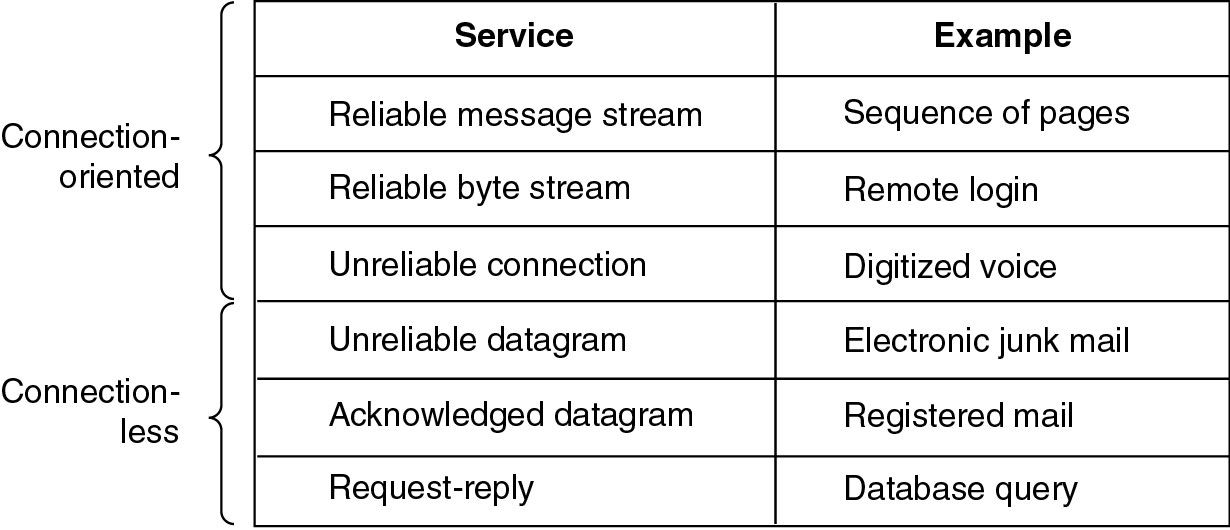 Service Example
Connection-
oriented
Reliable message stream Sequence of pages
Reliable byte stream Remote login
Unreliable connection Digitized voice
Connection-
less
Unreliable datagram Electronic junk mail
Acknowledged datagram Registered mail
Request-reply Database query